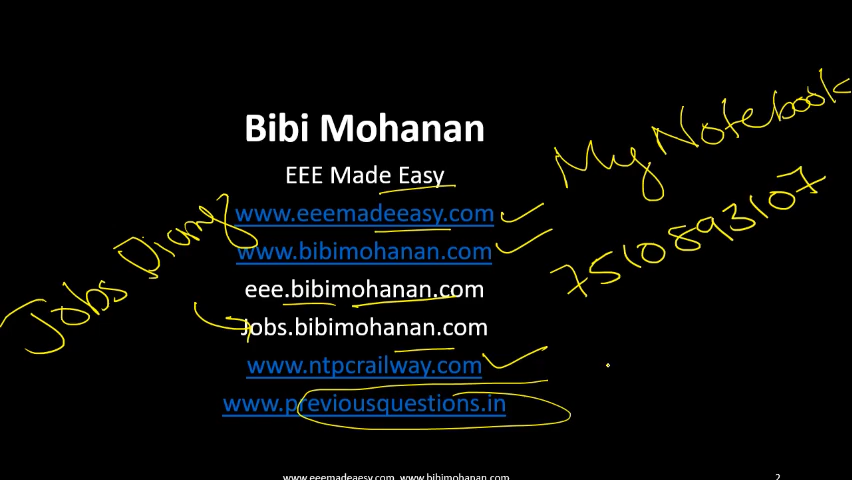 Bibi Mohanan
EEE Made Easy
www.eeemadeeasy.com
www.bibimohanan.com
eee.bibimohanan.com
Jobs.bibimohanan.com
www.ntpcrailway.com
www.previousquestions.in
My Notebook
7510893107
Jobs Diary
www.eeemadeaesy.com, www.bibimohanan.com
2